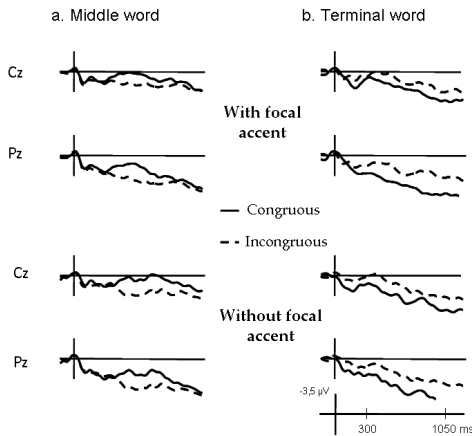 a. Middle word
b. Terminal word
Cz
With focal
accent
Pz
Congruous
Incongruous
Cz
Without focal
accent
Pz
-3,5 µV
300
1050 ms